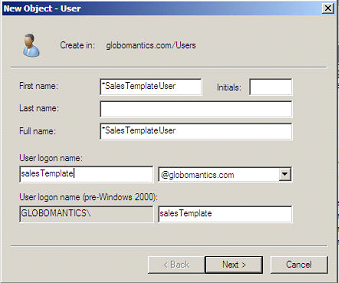 New Object - User
Create in: globomantics.com/Users
First name: *SalesTemplateUser Initials:
Last name:
Full name: *SalesTemplateUser
User logon name:
salesTemplate @globomantics.com
User logon name (pre-Windows 2000):
GLOBOMANTICS\ salesTemplate
< Back Next > Cancel